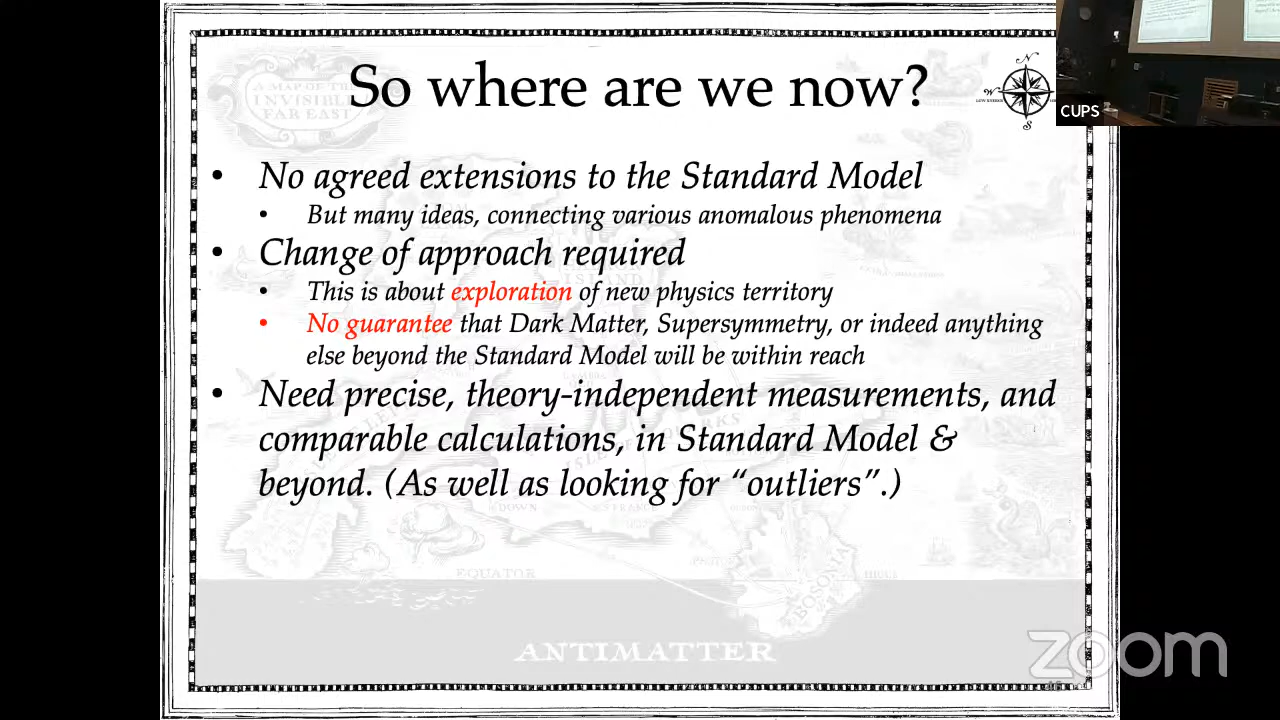 So where are we now?
A MAP OF THE
INVISIBLE
FAR EAST
N
W
S
CUPS
• No agreed extensions to the Standard Model
• But many ideas, connecting various anomalous phenomena
• Change of approach required
• This is about exploration of new physics territory
• No guarantee that Dark Matter, Supersymmetry, or indeed anything
else beyond the Standard Model will be within reach
• Need precise, theory-independent measurements, and
comparable calculations, in Standard Model &
beyond. (As well as looking for “outliers”.)
EQUATOR
BOSONS
ANTIMATTER
zoom